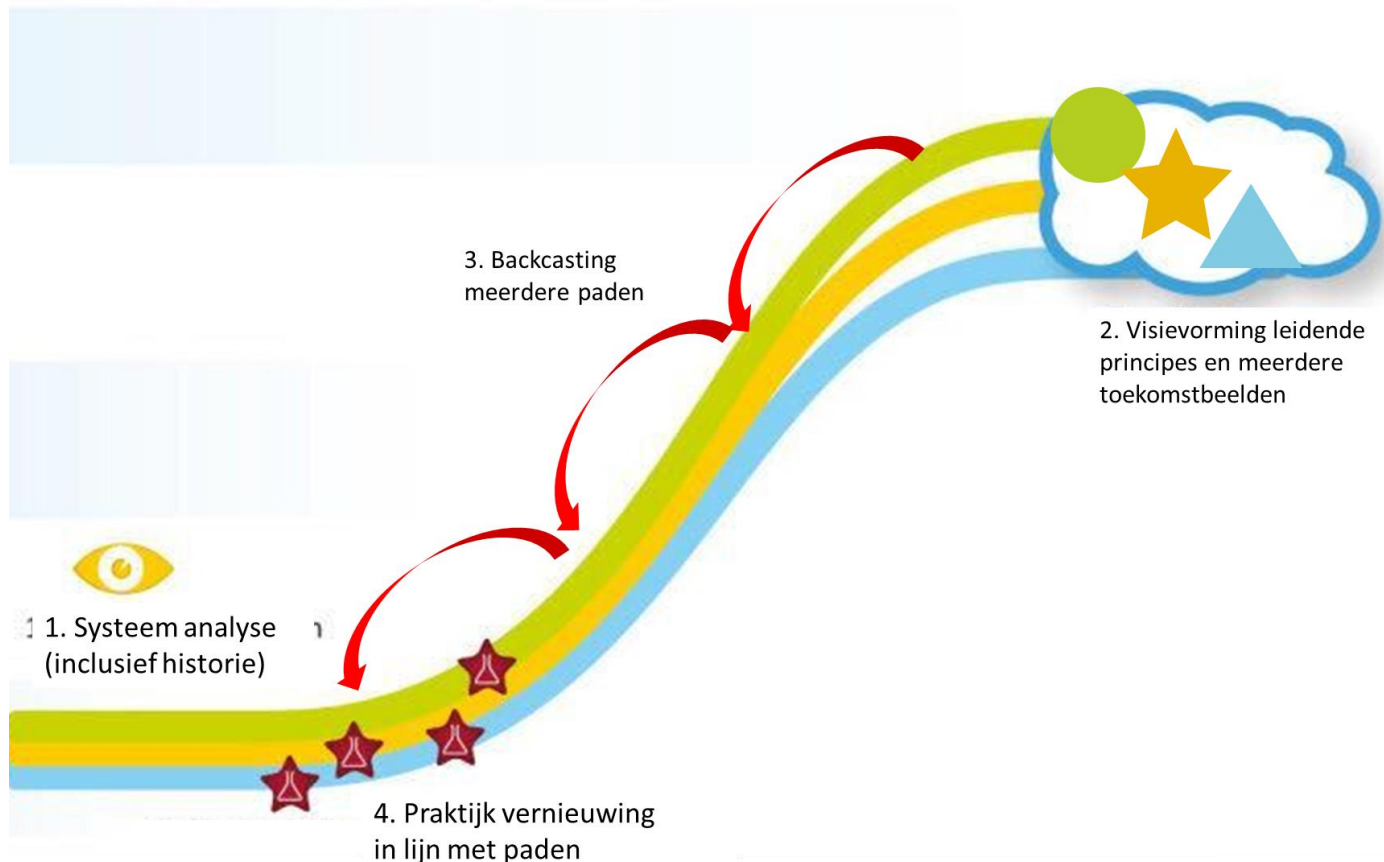 1. Systeem analyse
(inclusief historie)
2. Visievorming leidende
principes en meerdere
toekomstbeelden
3. Backcasting
meerdere paden
4. Praktijk vernieuwing
in lijn met paden